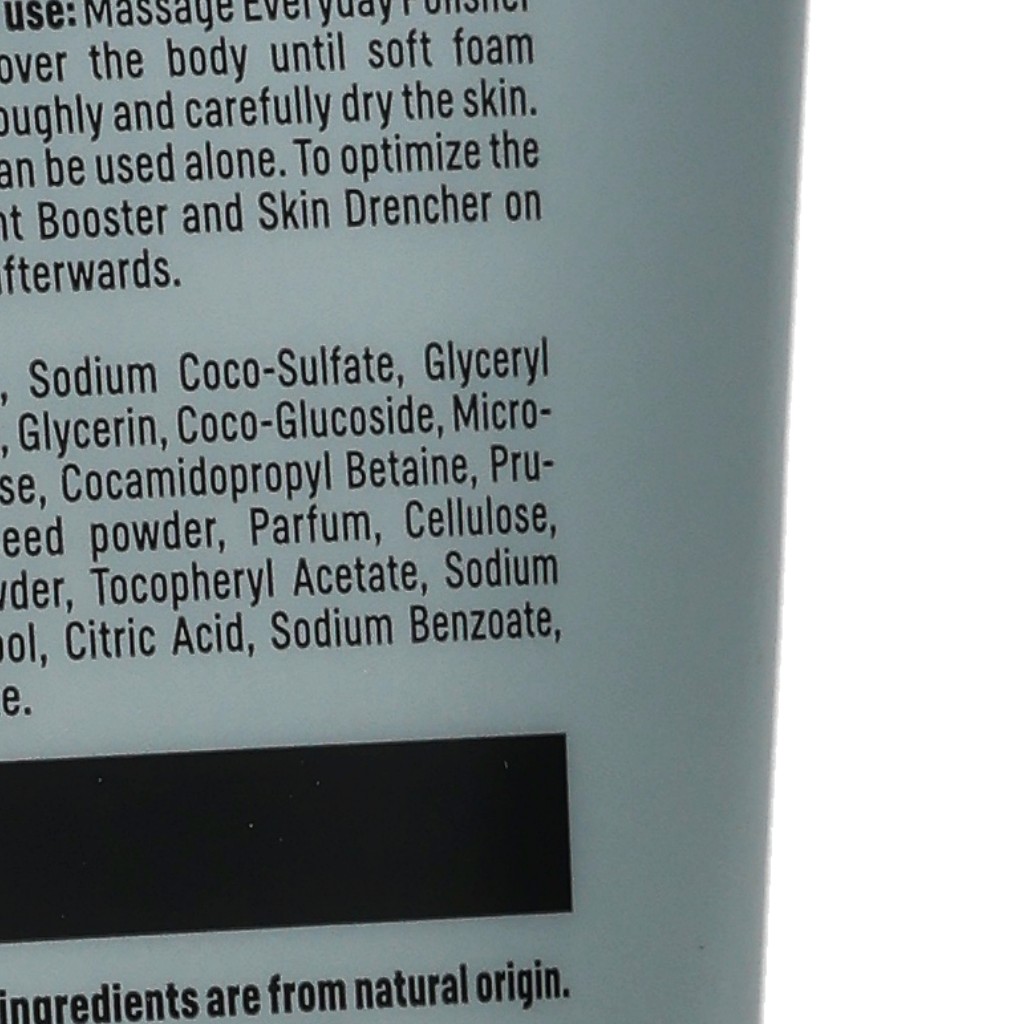 use: Massage Everyday Polisher
over the body until soft foam
oughly and carefully dry the skin.
an be used alone. To optimize the
nt Booster and Skin Drencher on
fterwards.
, Sodium Coco-Sulfate, Glyceryl
, Glycerin, Coco-Glucoside, Micro-
se, Cocamidopropyl Betaine, Pru-
eed powder, Parfum, Cellulose,
der, Tocopheryl Acetate, Sodium
ol, Citric Acid, Sodium Benzoate,
e.
ingredients are from natural origin.